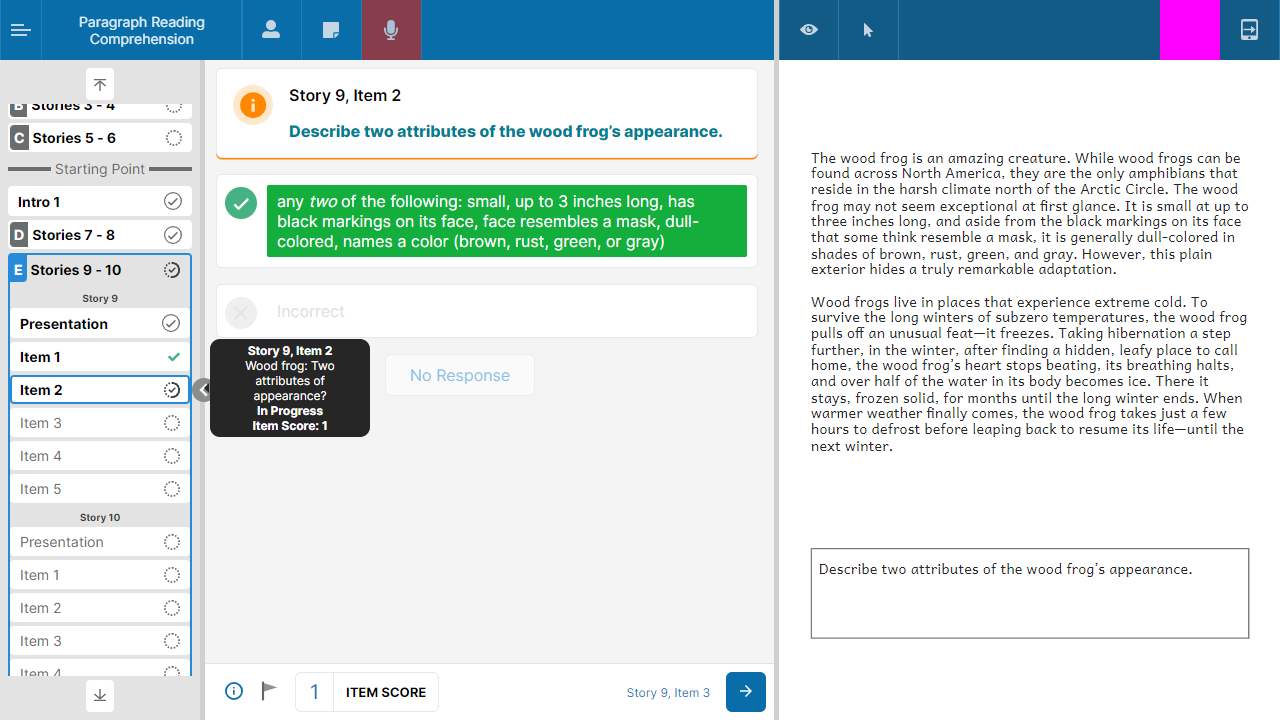 Paragraph Reading
Comprehension
B Stories 3 - 4
C Stories 5 - 6
Starting Point
Intro 1
D Stories 7 - 8
E Stories 9 - 10
Story 9
Presentation
Item 1
Item 2
Item 3
Item 4
Item 5
Story 10
Presentation
Item 1
Item 2
Item 3
Item 4
Story 9, Item 2
Describe two attributes of the wood frog’s appearance.
any two of the following: small, up to 3 inches long, has
black markings on its face, face resembles a mask, dull-
colored, names a color (brown, rust, green, or gray)
Incorrect
Story 9, Item 2
Wood frog: Two
attributes of
appearance?
In Progress
Item Score: 1
No Response
1 ITEM SCORE
Story 9, Item 3
The wood frog is an amazing creature. While wood frogs can be
found across North America, they are the only amphibians that
reside in the harsh climate north of the Arctic Circle. The wood
frog may not seem exceptional at first glance. It is small at up to
three inches long, and aside from the black markings on its face
that some think resemble a mask, it is generally dull-colored in
shades of brown, rust, green, and gray. However, this plain
exterior hides a truly remarkable adaptation.
Wood frogs live in places that experience extreme cold. To
survive the long winters of subzero temperatures, the wood frog
pulls off an unusual feat—it freezes. Taking hibernation a step
further, in the winter, after finding a hidden, leafy place to call
home, the wood frog’s heart stops beating, its breathing halts,
and over half of the water in its body becomes ice. There it
stays, frozen solid, for months until the long winter ends. When
warmer weather finally comes, the wood frog takes just a few
hours to defrost before leaping back to resume its life—until the
next winter.
Describe two attributes of the wood frog’s appearance.